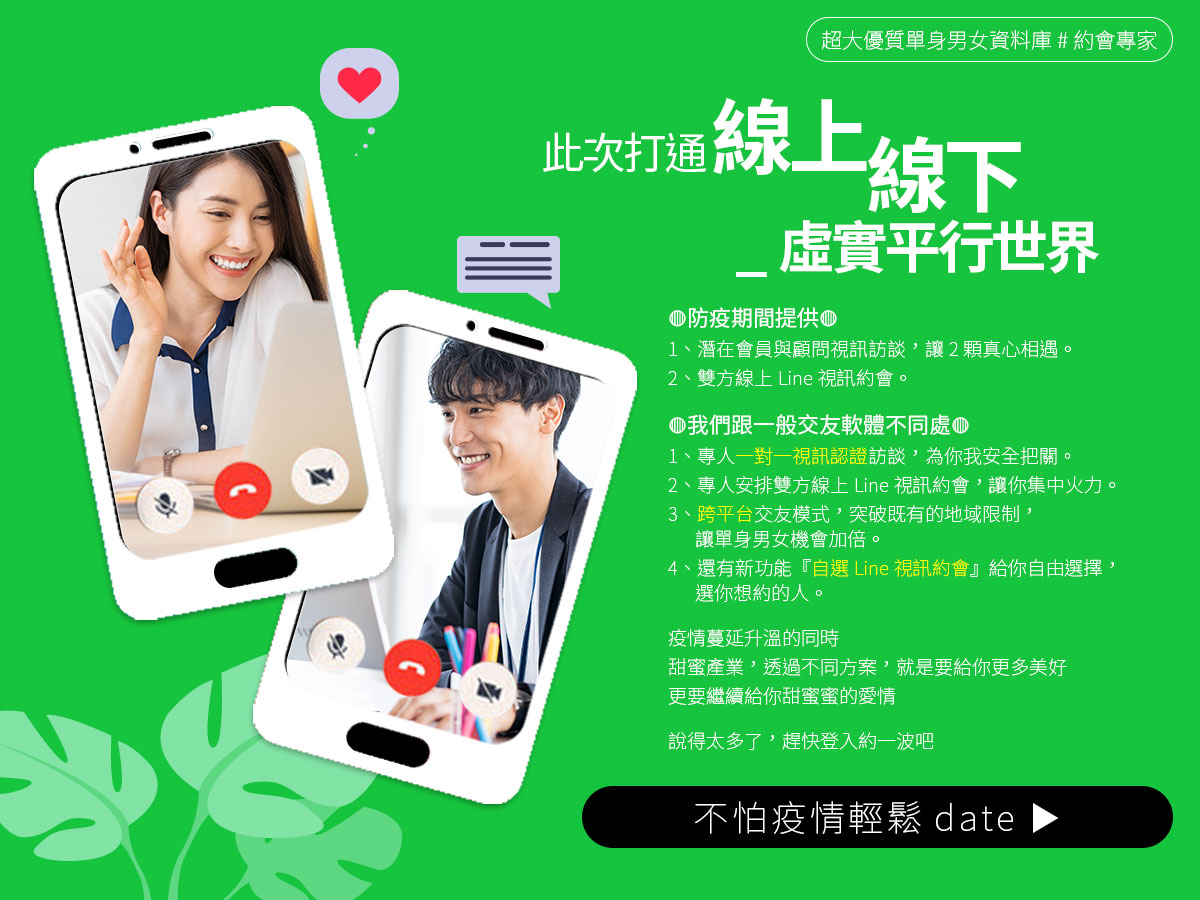 超大優質單身男女資料庫 # 約會專家
此次打通線上線下
_ 虛實平行世界
◍防疫期間提供◍
1、潛在會員與顧問視訊訪談，讓 2 顆真心相遇。
2、雙方線上 Line 視訊約會。
◍我們跟一般交友軟體不同處◍
1、專人一對一視訊認證訪談，為你我安全把關。
2、專人安排雙方線上 Line 視訊約會，讓你集中火力。
3、跨平台交友模式，突破既有的地域限制，
讓單身男女機會加倍。
4、還有新功能『自選 Line 視訊約會』給你自由選擇，
選你想約的人。
疫情蔓延升溫的同時
甜蜜產業，透過不同方案，就是要給你更多美好
更要繼續給你甜蜜蜜的愛情
說得太多了，趕快登入約一波吧
不怕疫情輕鬆 date ▶